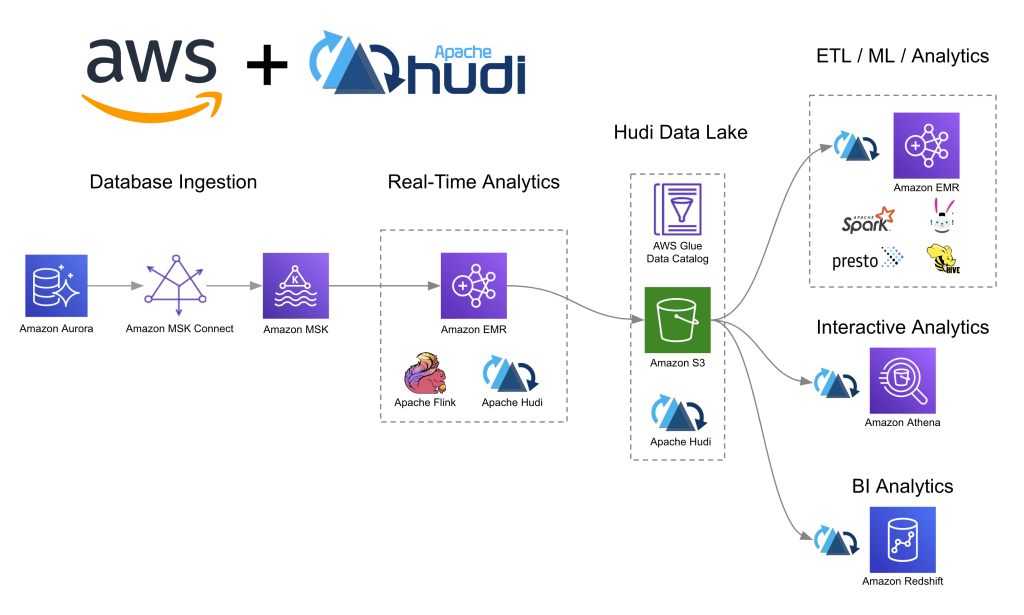 aws
+
Apache
hudi
ETL / ML / Analytics
Hudi Data Lake
Database Ingestion
Real-Time Analytics
Amazon EMR
AWS Glue
Data Catalog
APACHE
Spark
presto
HIVE
K
Amazon Aurora
Amazon MSK Connect
Amazon MSK
Amazon EMR
Interactive Analytics
Amazon S3
Apache Flink
Apache Hudi
Amazon Athena
Apache Hudi
BI Analytics
Amazon Redshift